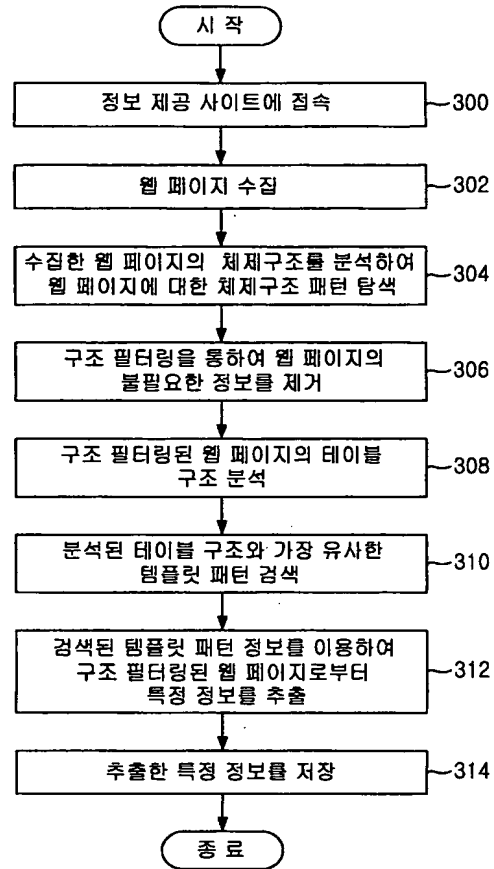 시 작
정보 제공 사이트에 접속
300
웹 페이지 수집
302
수집한 웹 페이지의 체제구조를 분석하여
웹 페이지에 대한 체제구조 패턴 탐색
304
구조 필터링을 통하여 웹 페이지의
불필요한 정보를 제거
306
구조 필터링된 웹 페이지의 테이블
구조 분석
308
분석된 테이블 구조와 가장 유사한
템플릿 패턴 검색
310
검색된 템플릿 패턴 정보를 이용하여
구조 필터링된 웹 페이지로부터
특정 정보를 추출
312
추출한 특정 정보를 저장
314
종 료